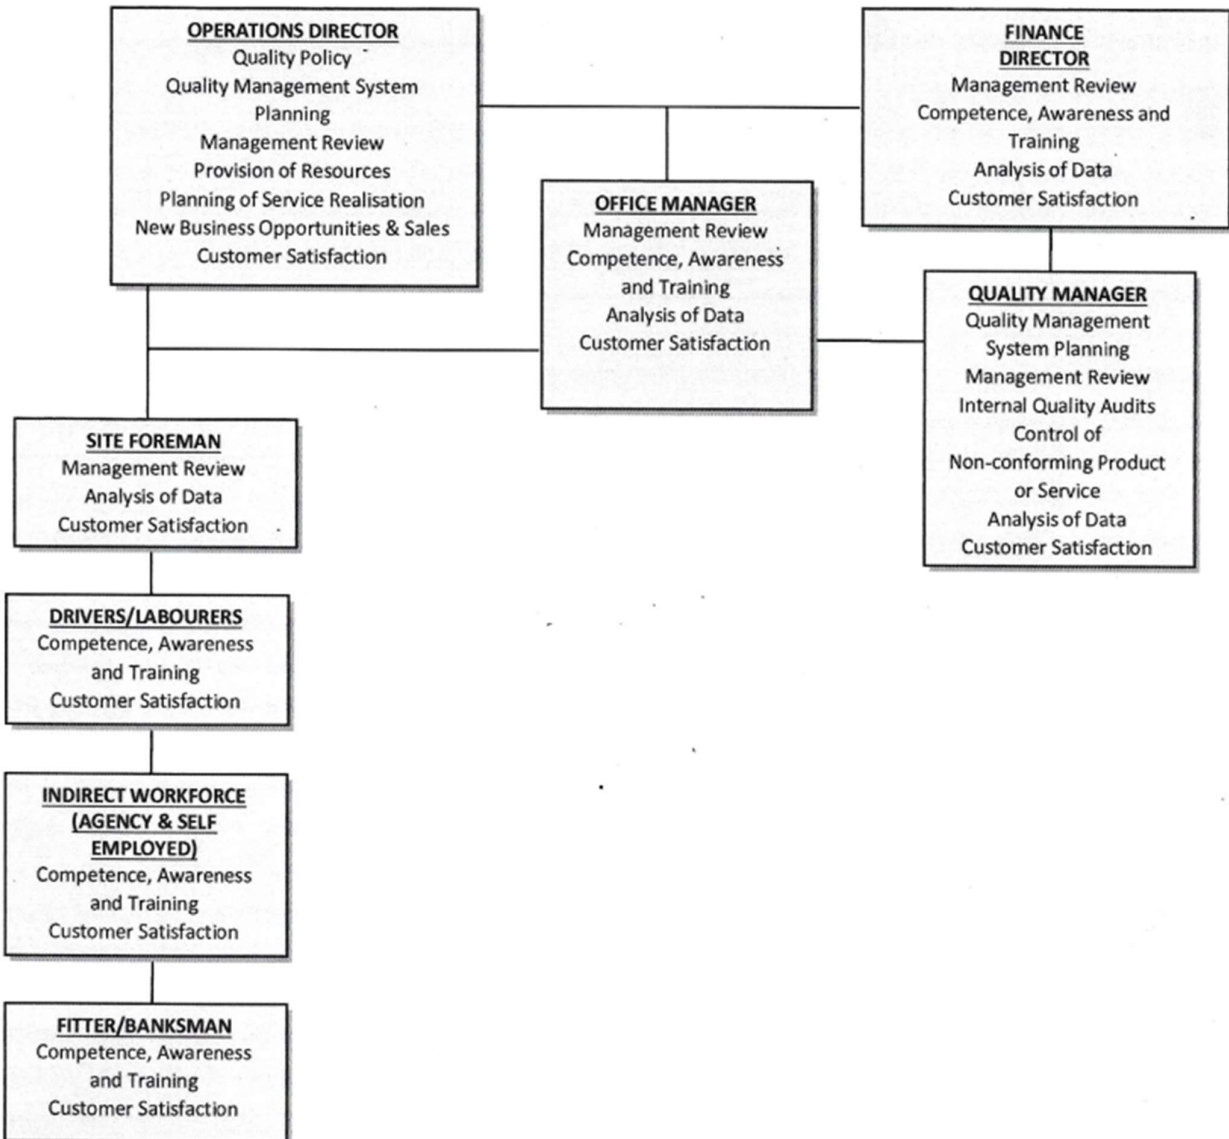 OPERATIONS DIRECTOR
Quality Policy
Quality Management System
Planning
Management Review
Provision of Resources
Planning of Service Realisation
New Business Opportunities & Sales
Customer Satisfaction
FINANCE
DIRECTOR
Management Review
Competence, Awareness and
Training
Analysis of Data
Customer Satisfaction
OFFICE MANAGER
Management Review
Competence, Awareness
and Training
Analysis of Data
Customer Satisfaction
QUALITY MANAGER
Quality Management
System Planning
Management Review
Internal Quality Audits
Control of
Non-conforming Product
or Service
Analysis of Data
Customer Satisfaction
SITE FOREMAN
Management Review
Analysis of Data
Customer Satisfaction
DRIVERS/LABOURERS
Competence, Awareness
and Training
Customer Satisfaction
INDIRECT WORKFORCE
(AGENCY & SELF
EMPLOYED)
Competence, Awareness
and Training
Customer Satisfaction
FITTER/BANKSMAN
Competence, Awareness
and Training
Customer Satisfaction